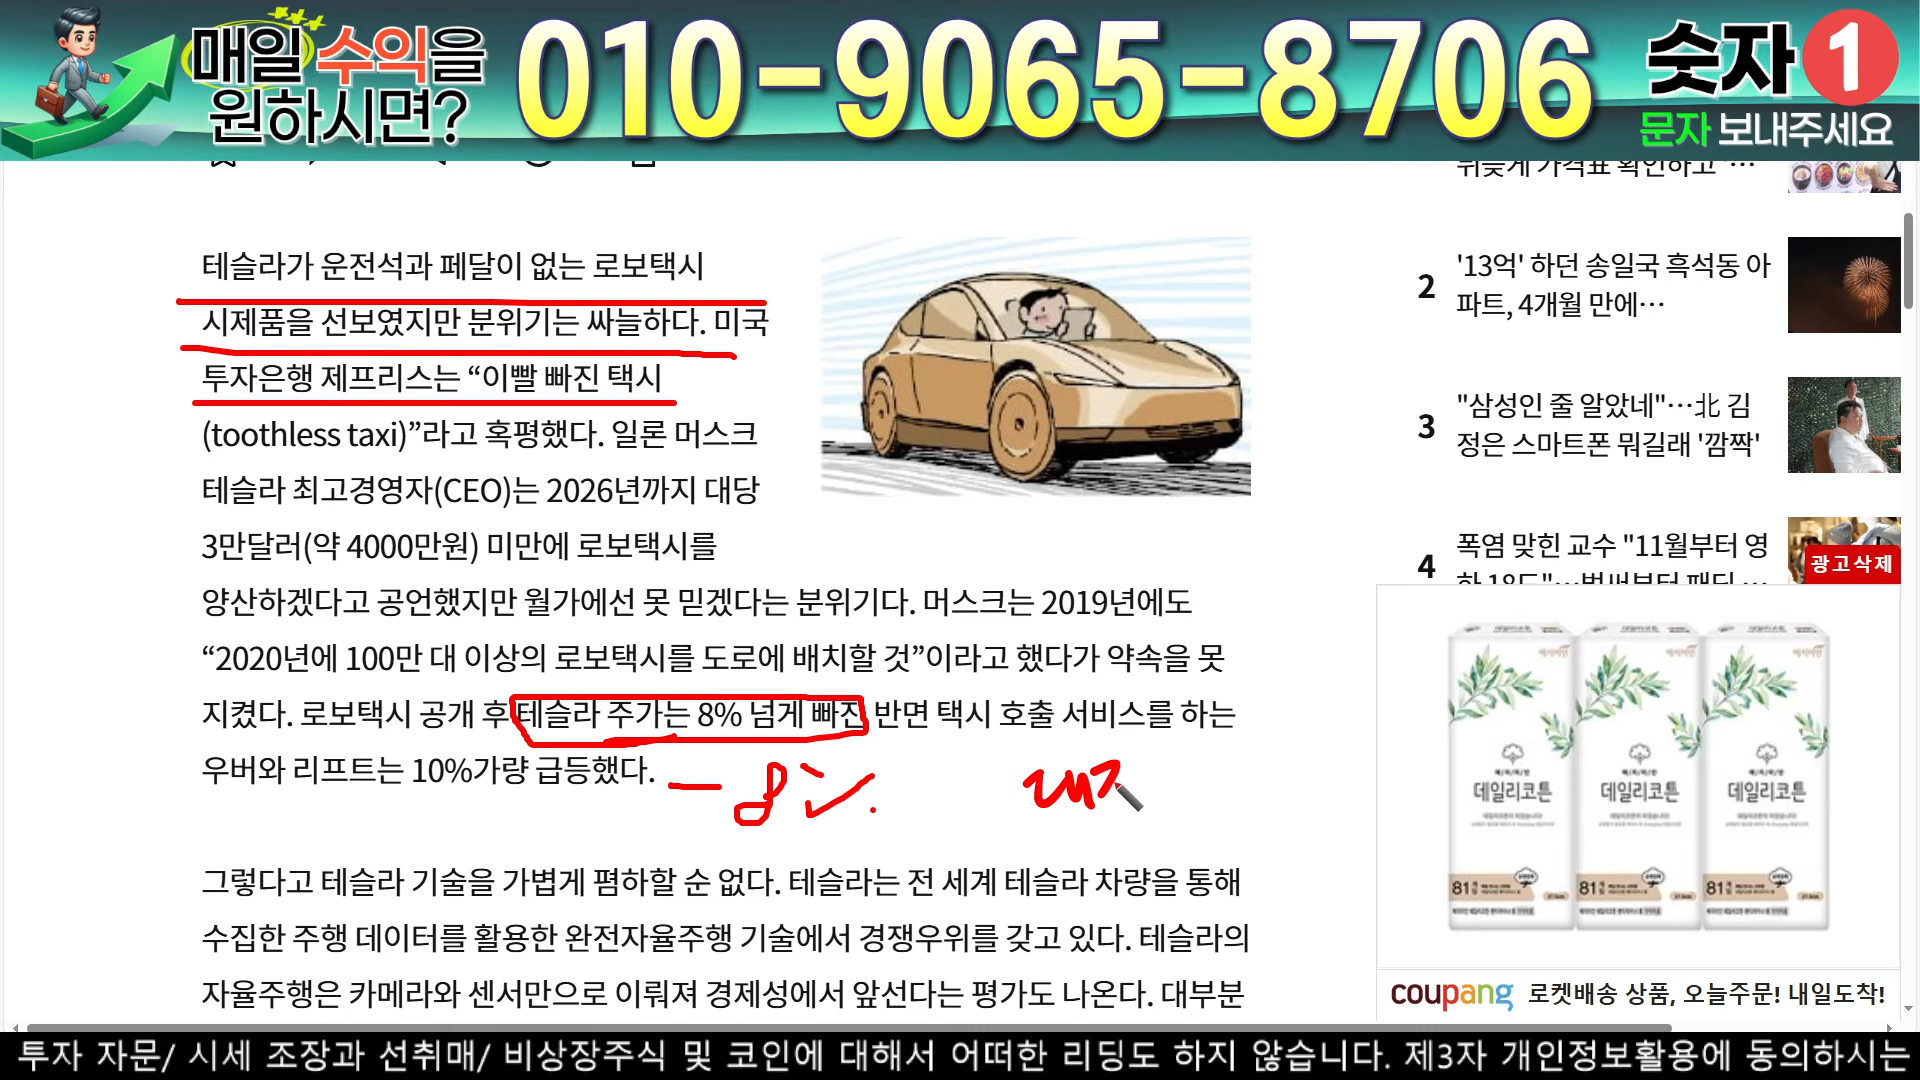 매일 수익을
원하시면?
010-9065-8706
숫자 1
문자 보내주세요
테슬라가 운전석과 페달이 없는 로보택시
시제품을 선보였지만 분위기는 싸늘하다. 미국
투자은행 제프리스는 “이빨 빠진 택시
(toothless taxi)”라고 혹평했다. 일론 머스크
테슬라 최고경영자(CEO)는 2026년까지 대당
3만달러(약 4000만원) 미만에 로보택시를
양산하겠다고 공언했지만 월가에선 못 믿겠다는 분위기다. 머스크는 2019년에도
“2020년에 100만 대 이상의 로보택시를 도로에 배치할 것”이라고 했다가 약속을 못
지켰다. 로보택시 공개 후 테슬라 주가는 8% 넘게 빠진 반면 택시 호출 서비스를 하는
우버와 리프트는 10%가량 급등했다.
- 8%.
그렇다고 테슬라 기술을 가볍게 폄하할 순 없다. 테슬라는 전 세계 테슬라 차량을 통해
수집한 주행 데이터를 활용한 완전자율주행 기술에서 경쟁우위를 갖고 있다. 테슬라의
자율주행은 카메라와 센서만으로 이뤄져 경제성에서 앞선다는 평가도 나온다. 대부분
뒤늦게 가격표 확인하고 '…
2 '13억' 하던 송일국 흑석동 아
파트, 4개월 만에…
3 "삼성인 줄 알았네"…北 김
정은 스마트폰 뭐길래 '깜짝'
4 폭염 맞힌 교수 "11월부터 영
하 18도"…벌써부터 패딩 …
광고삭제
데일리코튼
데일리코튼
데일리코튼
81
81
81
coupang 로켓배송 상품, 오늘주문! 내일도착!
투자 자문/ 시세 조장과 선취매/ 비상장주식 및 코인에 대해서 어떠한 리딩도 하지 않습니다. 제3자 개인정보활용에 동의하시는